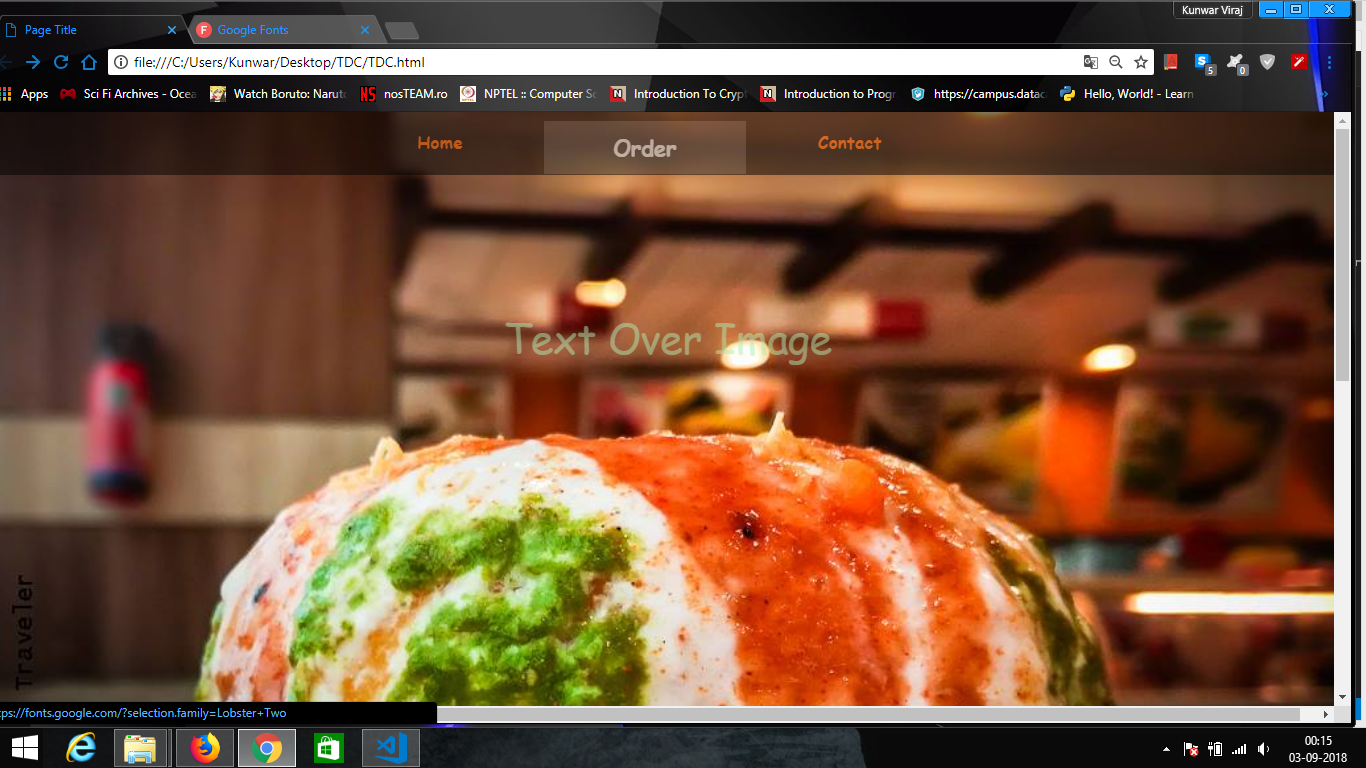 Kunwar Viraj
Page Title
Google Fonts
file:///C:/Users/Kunwar/Desktop/TDC/TDC.html
5
0
Apps
Sci Fi Archives - Ocea
Watch Boruto: Naruto
NS
nosTEAM.ro
NPTEL :: Computer Sc
N
Introduction To Crypt
N
Introduction to Progr
https://campus.datac
Hello, World! - Learn
Home
Order
Contact
Text Over Image
Traveler
tps://fonts.google.com/?selection.family=Lobster+Two
00:15
03-09-2018